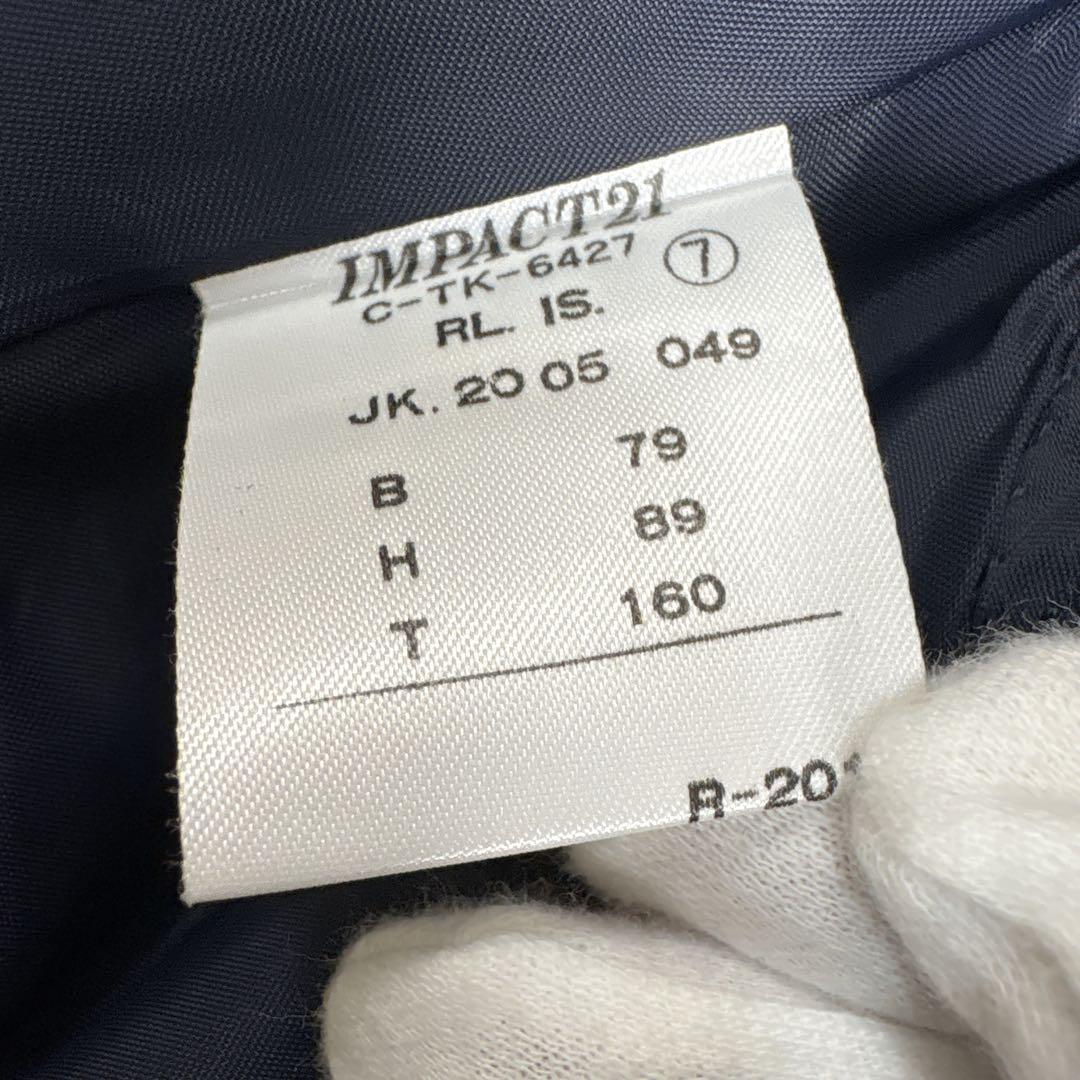 IMPACT21
C-TK-6427 ⑦
RL. IS.
JK. 20 05 049
B 79
H 89
T 160